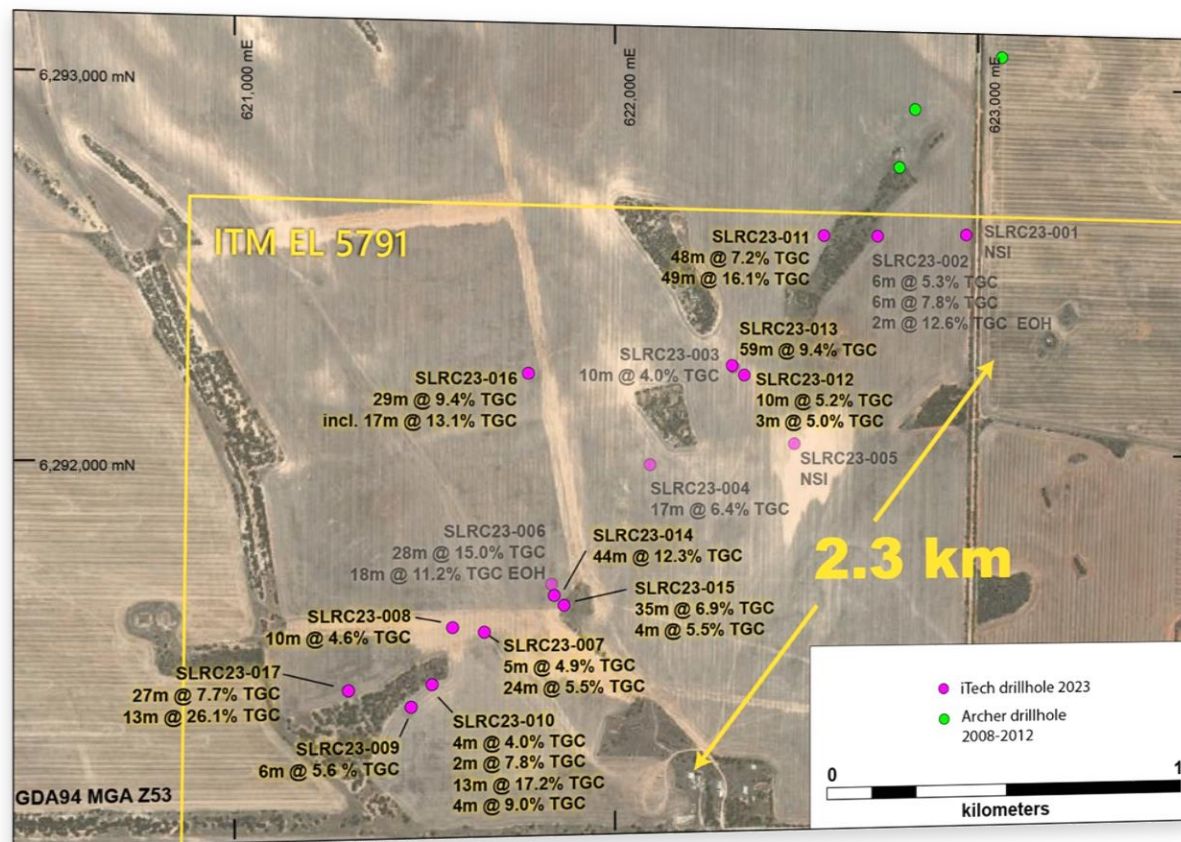 6,293,000 mN
621,000 mE
622,000 mE
623,000 mE
ITM EL 5791
SLRC23-011
48m @ 7.2% TGC
49m @ 16.1% TGC
SLRC23-001
NSI
SLRC23-002
6m @ 5.3% TGC
6m @ 7.8% TGC
2m @ 12.6% TGC EOH
SLRC23-013
59m @ 9.4% TGC
SLRC23-003
10m @ 4.0% TGC
SLRC23-012
10m @ 5.2% TGC
3m @ 5.0% TGC
SLRC23-016
29m @ 9.4% TGC
incl. 17m @ 13.1% TGC
6,292,000 mN
SLRC23-005
NSI
SLRC23-004
17m @ 6.4% TGC
SLRC23-006
28m @ 15.0% TGC
18m @ 11.2% TGC EOH
SLRC23-014
44m @ 12.3% TGC
2.3 km
SLRC23-015
35m @ 6.9% TGC
4m @ 5.5% TGC
SLRC23-008
10m @ 4.6% TGC
SLRC23-007
5m @ 4.9% TGC
24m @ 5.5% TGC
SLRC23-017
27m @ 7.7% TGC
13m @ 26.1% TGC
SLRC23-010
4m @ 4.0% TGC
2m @ 7.8% TGC
13m @ 17.2% TGC
4m @ 9.0% TGC
SLRC23-009
6m @ 5.6 % TGC
GDA94 MGA Z53
iTech drillhole 2023
Archer drillhole
2008-2012
0
1
kilometers